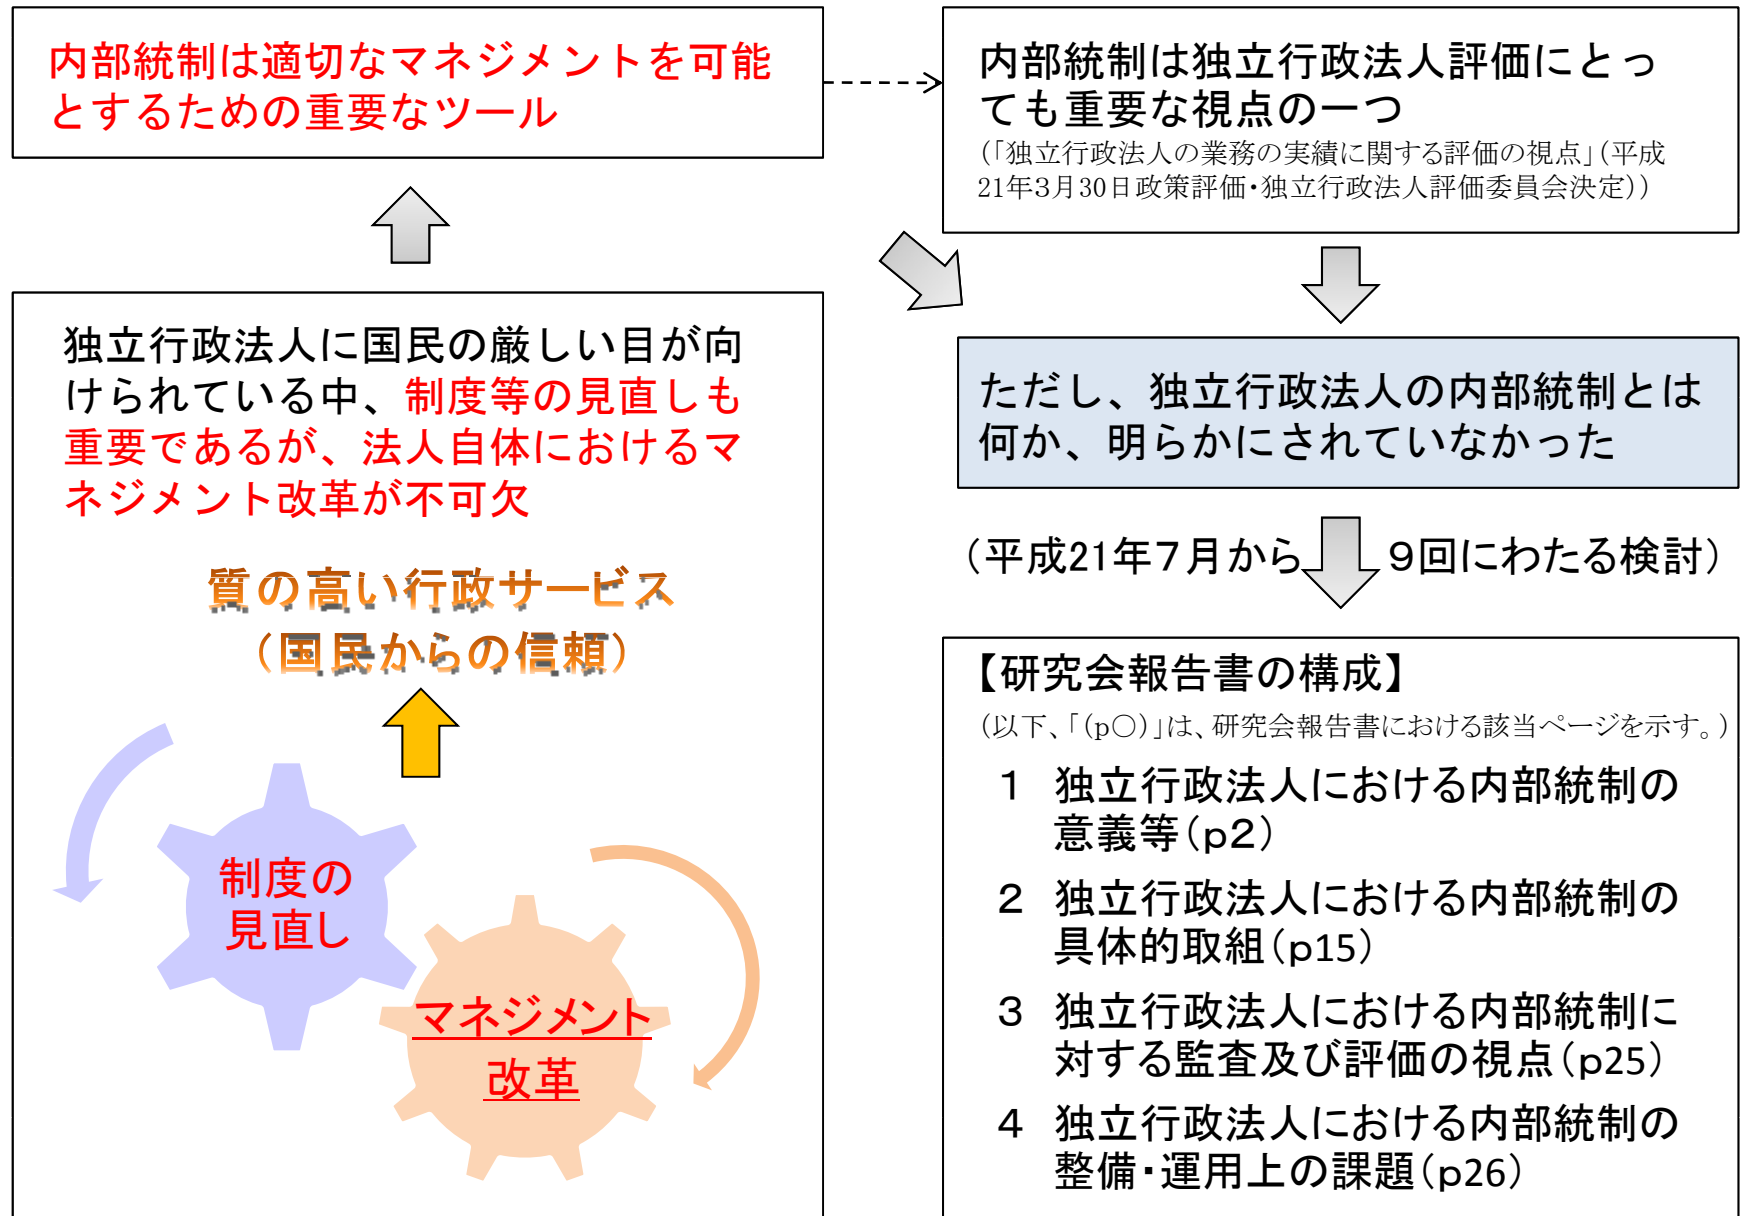 内部統制は適切なマネジメントを可能
とするための重要なツール
内部統制は独立行政法人評価にとっ
ても重要な視点の一つ
(「独立行政法人の業務の実績に関する評価の視点」(平成
21年3月30日政策評価・独立行政法人評価委員会決定))
独立行政法人に国民の厳しい目が向
けられている中、制度等の見直しも
重要であるが、法人自体におけるマ
ネジメント改革が不可欠
質の高い行政サービス
(国民からの信頼)
制度の
見直し
マネジメント
改革
ただし、独立行政法人の内部統制とは
何か、明らかにされていなかった
(平成21年7月から 9回にわたる検討)
【研究会報告書の構成】
(以下、「(p○)」は、研究会報告書における該当ページを示す。)
1 独立行政法人における内部統制の
意義等(p2)
2 独立行政法人における内部統制の
具体的取組(p15)
3 独立行政法人における内部統制に
対する監査及び評価の視点(p25)
4 独立行政法人における内部統制の
整備・運用上の課題(p26)